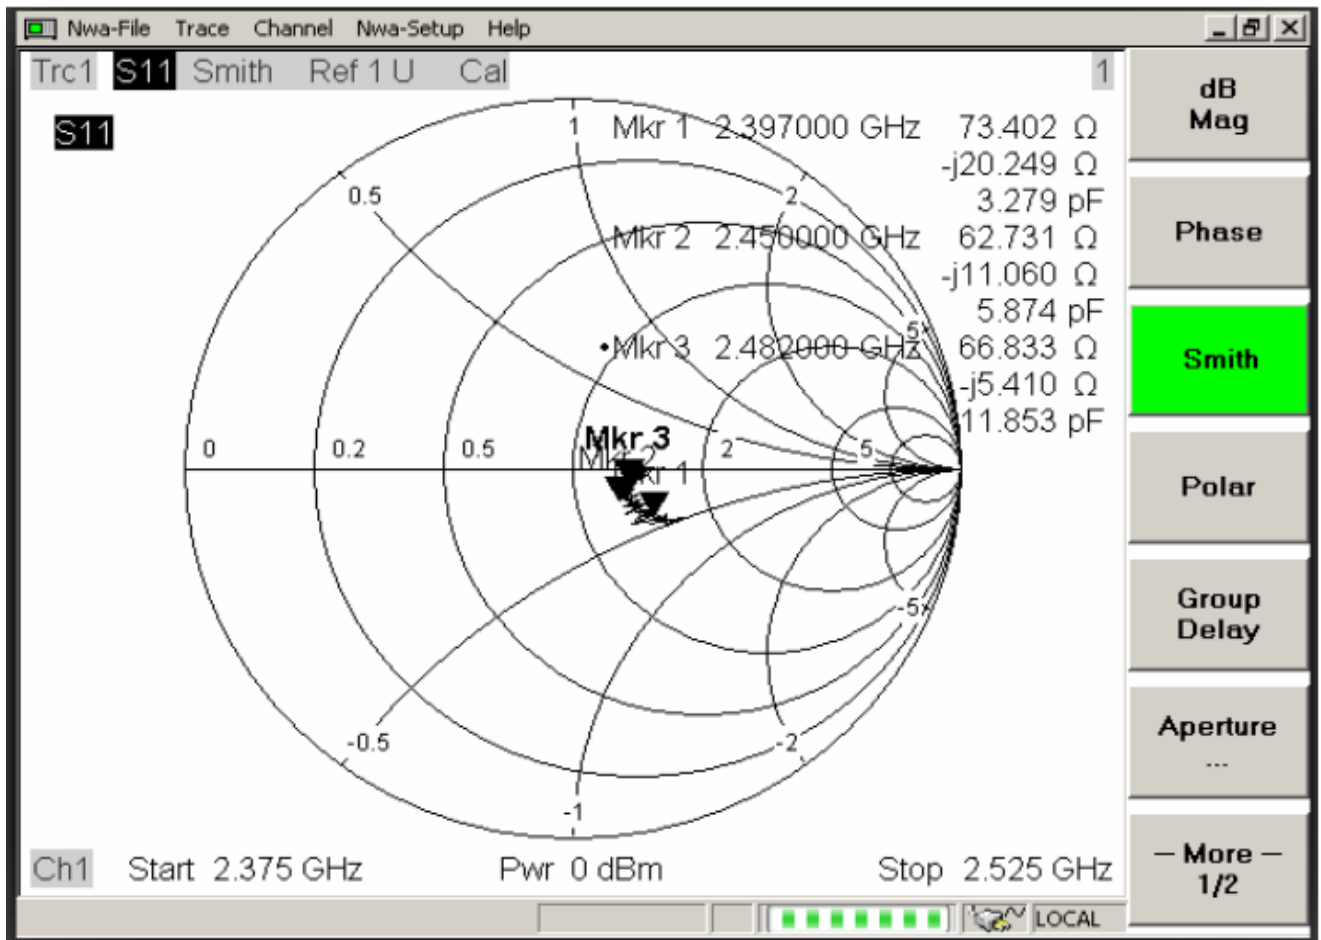 Nwa-File Trace Channel Nwa-Setup Help
Trc1 S11 Smith Ref 1 U Cal 1
S11
Mkr 1 2.397000 GHz 73.402 Ω
-j20.249 Ω
3.279 pF
Mkr 2 2.450000 GHz 62.731 Ω
-j11.060 Ω
5.874 pF
•Mkr 3 2.482000 GHz 66.833 Ω
-j5.410 Ω
11.853 pF
1
0.5 2
5
Mkr 3
0 0.2 0.5 2 5
Mkr 2
Mkr 1
-5
-0.5 -2
-1
Ch1 Start 2.375 GHz Pwr 0 dBm Stop 2.525 GHz
LOCAL
dB
Mag
Phase
Smith
Polar
Group
Delay
Aperture
...
– More –
1/2